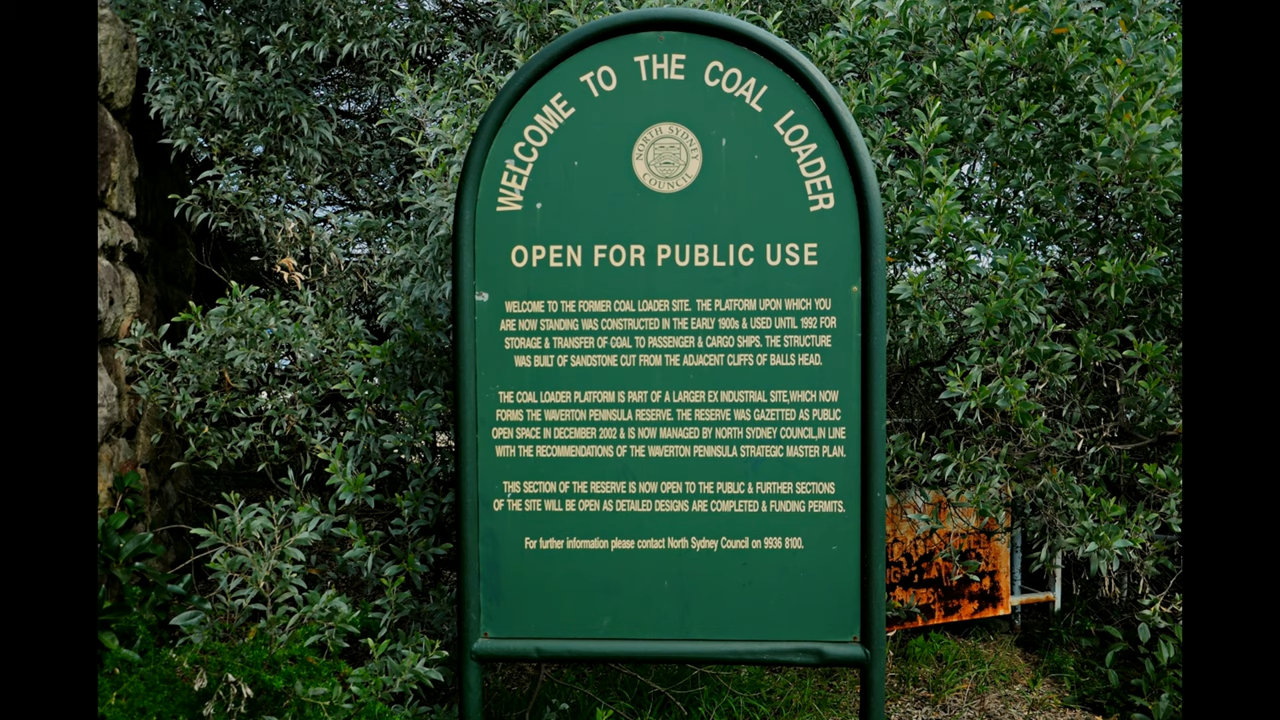 WELCOME TO THE COAL LOADER
NORTH SYDNEY
COUNCIL
OPEN FOR PUBLIC USE
WELCOME TO THE FORMER COAL LOADER SITE. THE PLATFORM UPON WHICH YOU
ARE NOW STANDING WAS CONSTRUCTED IN THE EARLY 1900s & USED UNTIL 1992 FOR
STORAGE & TRANSFER OF COAL TO PASSENGER & CARGO SHIPS. THE STRUCTURE
WAS BUILT OF SANDSTONE CUT FROM THE ADJACENT CLIFFS OF BALLS HEAD.
THE COAL LOADER PLATFORM IS PART OF A LARGER EX INDUSTRIAL SITE,WHICH NOW
FORMS THE WAVERTON PENINSULA RESERVE. THE RESERVE WAS GAZETTED AS PUBLIC
OPEN SPACE IN DECEMBER 2002 & IS NOW MANAGED BY NORTH SYDNEY COUNCIL,IN LINE
WITH THE RECOMMENDATIONS OF THE WAVERTON PENINSULA STRATEGIC MASTER PLAN.
THIS SECTION OF THE RESERVE IS NOW OPEN TO THE PUBLIC & FURTHER SECTIONS
OF THE SITE WILL BE OPEN AS DETAILED DESIGNS ARE COMPLETED & FUNDING PERMITS.
For further information please contact North Sydney Council on 9936 8100.